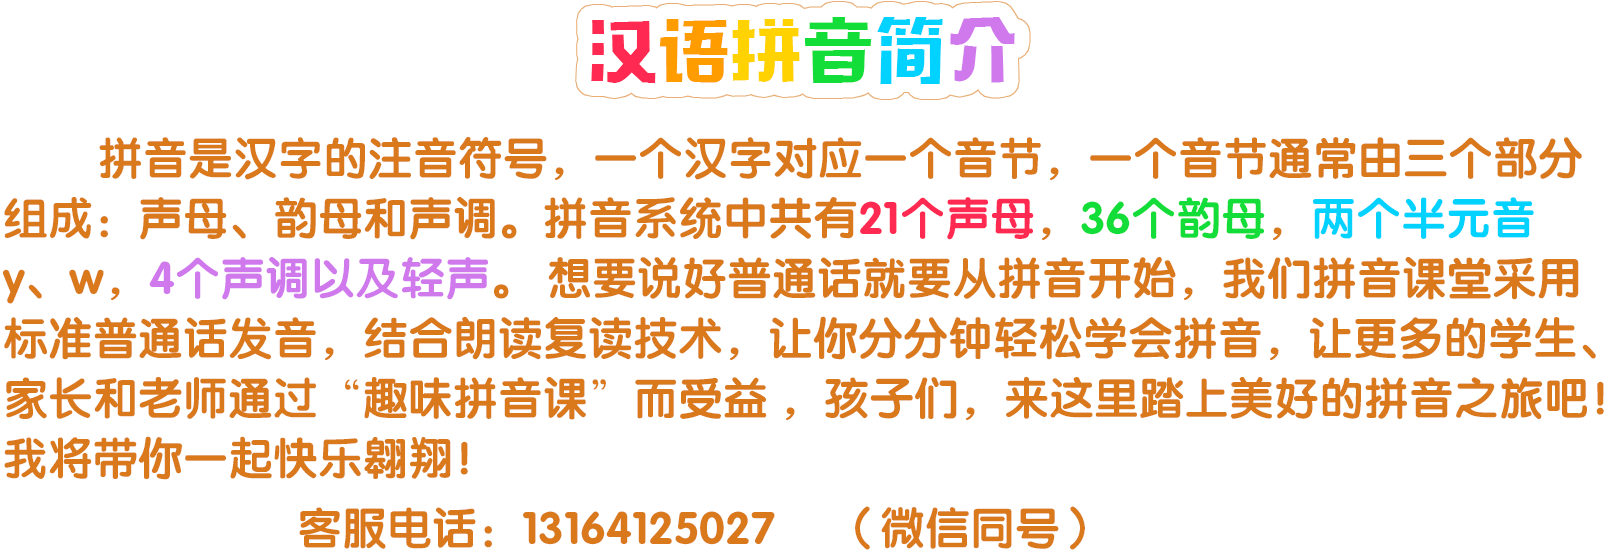 汉语拼音简介
拼音是汉字的注音符号，一个汉字对应一个音节，一个音节通常由三个部分
组成：声母、韵母和声调。拼音系统中共有21个声母，36个韵母，两个半元音
y、w，4个声调以及轻声。 想要说好普通话就要从拼音开始，我们拼音课堂采用
标准普通话发音，结合朗读复读技术，让你分分钟轻松学会拼音，让更多的学生、
家长和老师通过“趣味拼音课”而受益 ，孩子们，来这里踏上美好的拼音之旅吧！
我将带你一起快乐翱翔！
客服电话：13164125027 （微信同号）